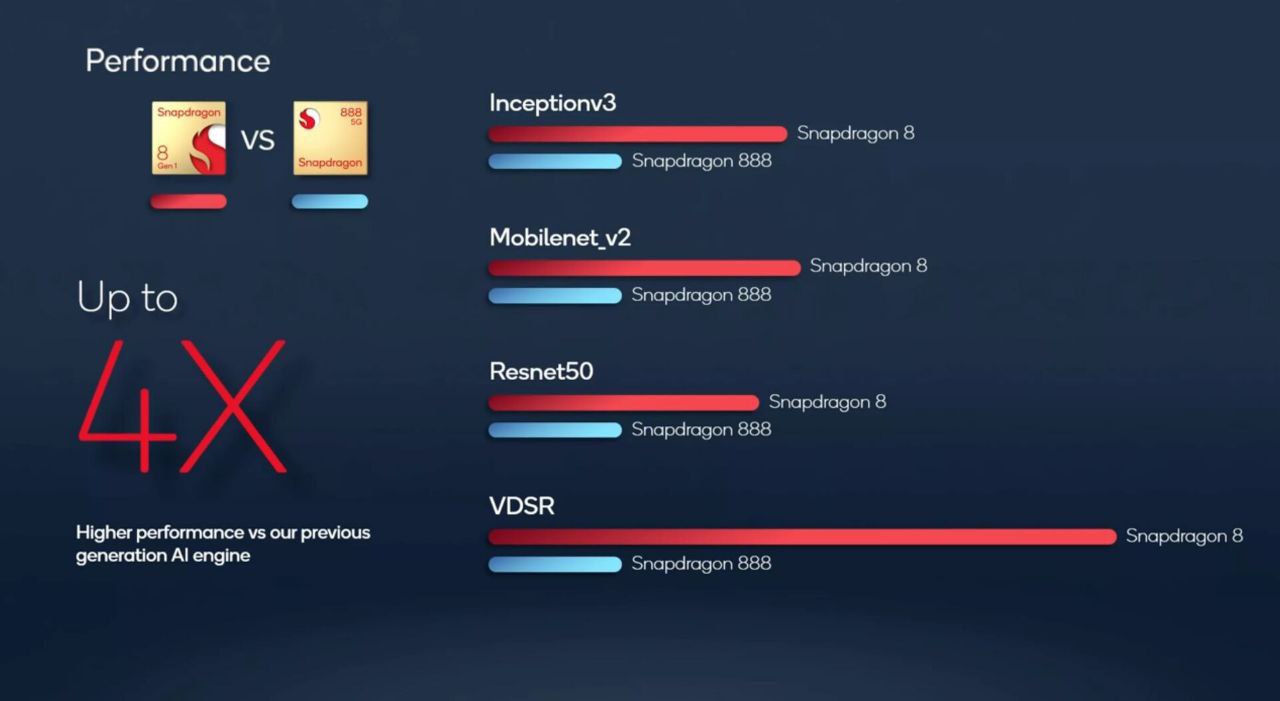 Performance
Snapdragon
8
Gen 1
VS
888
5G
Snapdragon
Up to
4X
Higher performance vs our previous
generation AI engine
Inceptionv3
Snapdragon 8
Snapdragon 888
Mobilenet_v2
Snapdragon 8
Snapdragon 888
Resnet50
Snapdragon 8
Snapdragon 888
VDSR
Snapdragon 8
Snapdragon 888